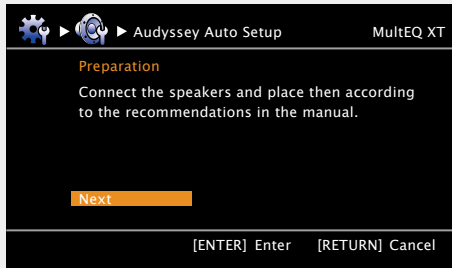 Audyssey Auto Setup MultEQ XT
Preparation
Connect the speakers and place then according
to the recommendations in the manual.
Next
[ENTER] Enter [RETURN] Cancel